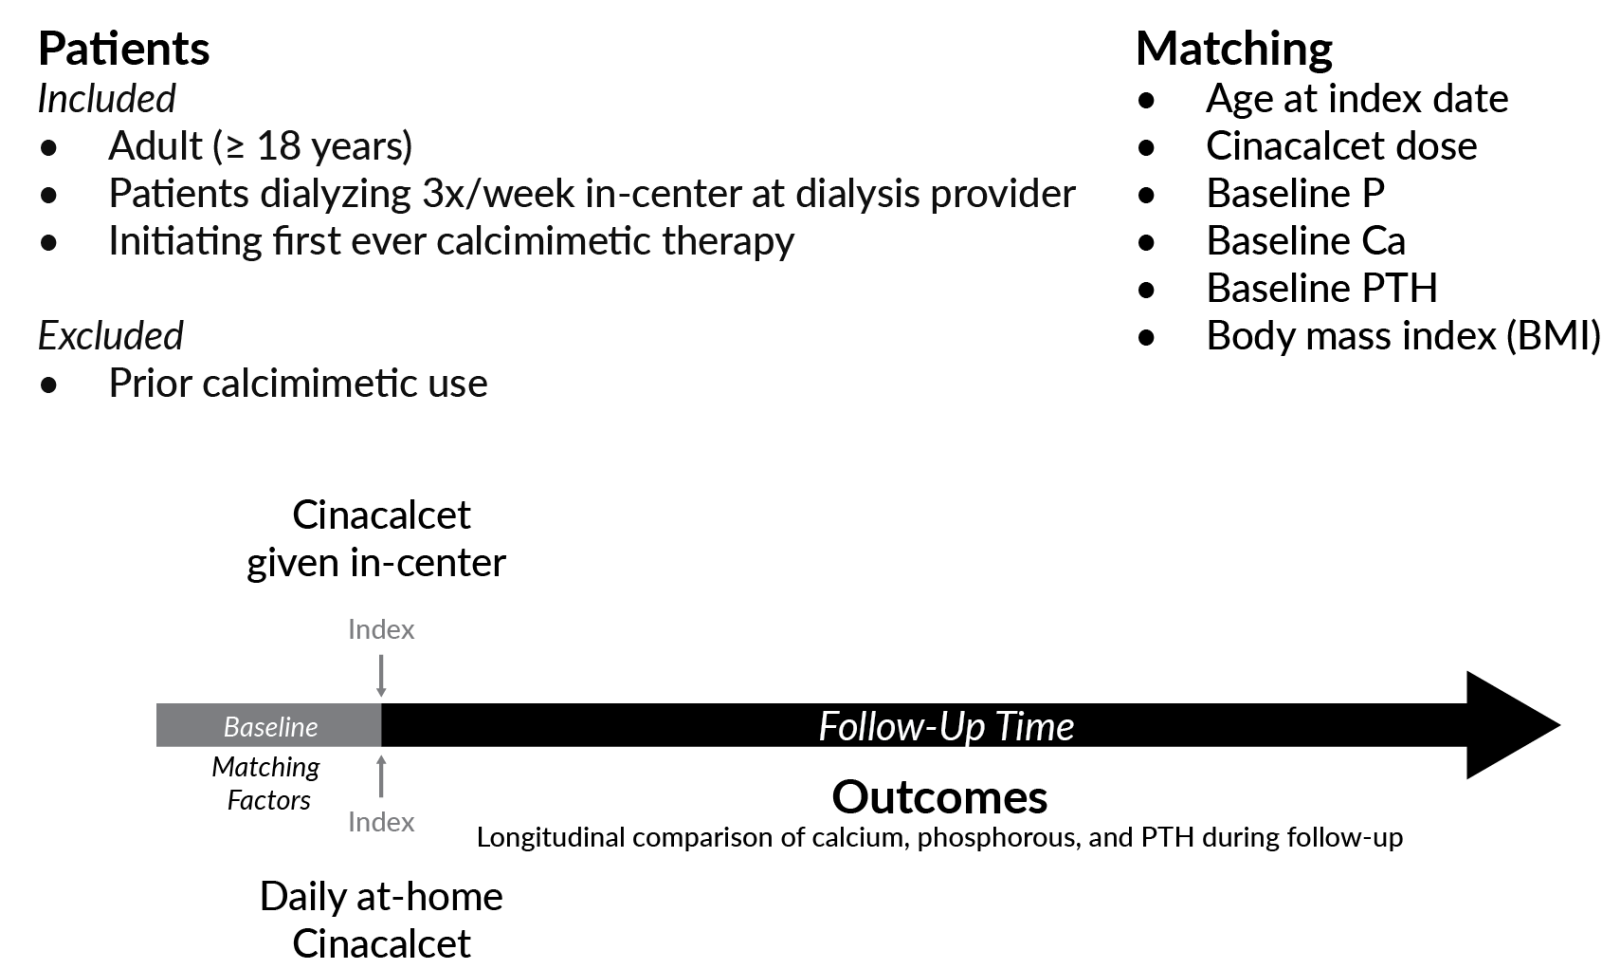 Patients
Included
• Adult (≥ 18 years)
• Patients dialyzing 3x/week in-center at dialysis provider
• Initiating first ever calcimimetic therapy
Excluded
• Prior calcimimetic use
Matching
• Age at index date
• Cinacalcet dose
• Baseline P
• Baseline Ca
• Baseline PTH
• Body mass index (BMI)
Cinacalcet
given in-center
Index
Baseline
Follow-Up Time
Matching
Factors
Index
Outcomes
Longitudinal comparison of calcium, phosphorous, and PTH during follow-up
Daily at-home
Cinacalcet